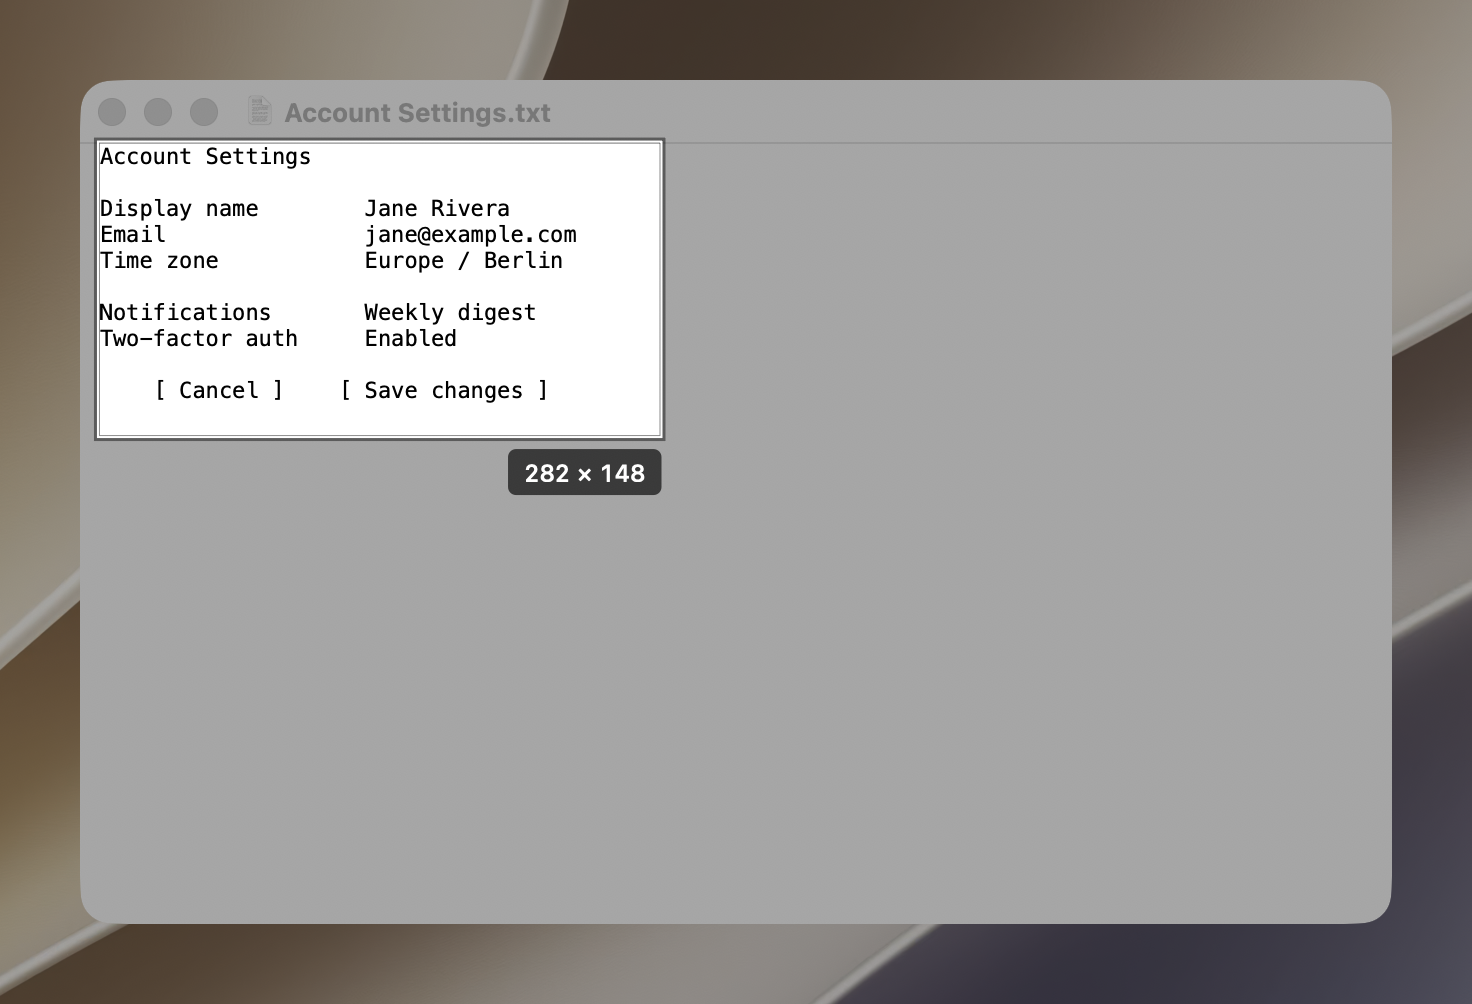 Account Settings.txt
Account Settings
Display name Jane Rivera
Email jane@example.com
Time zone Europe / Berlin
Notifications Weekly digest
Two-factor auth Enabled
[ Cancel ] [ Save changes ]
282 × 148